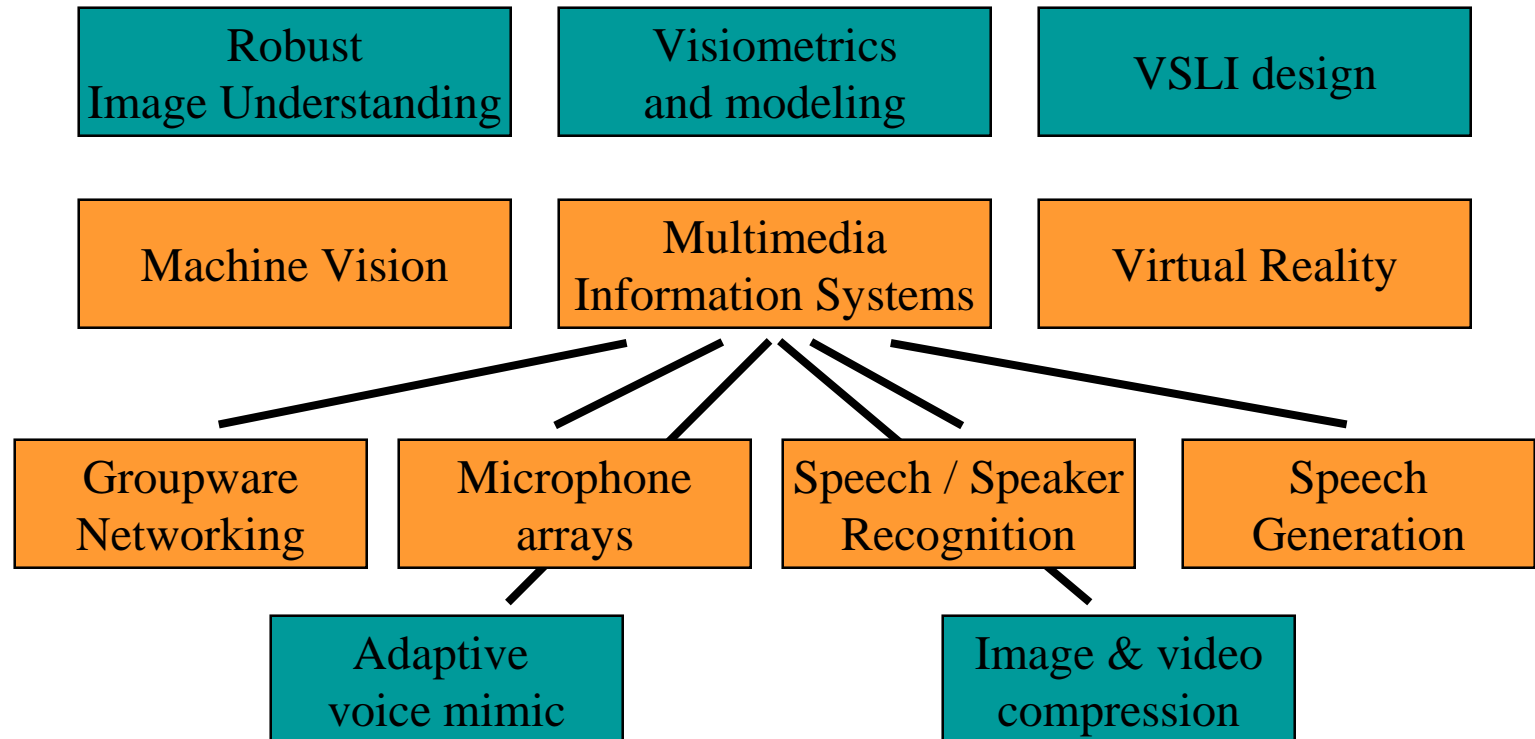 Robust
Image Understanding
Visiometrics
and modeling
VSLI design
Machine Vision
Multimedia
Information Systems
Virtual Reality
Groupware
Networking
Microphone
arrays
Speech / Speaker
Recognition
Speech
Generation
Adaptive
voice mimic
Image & video
compression